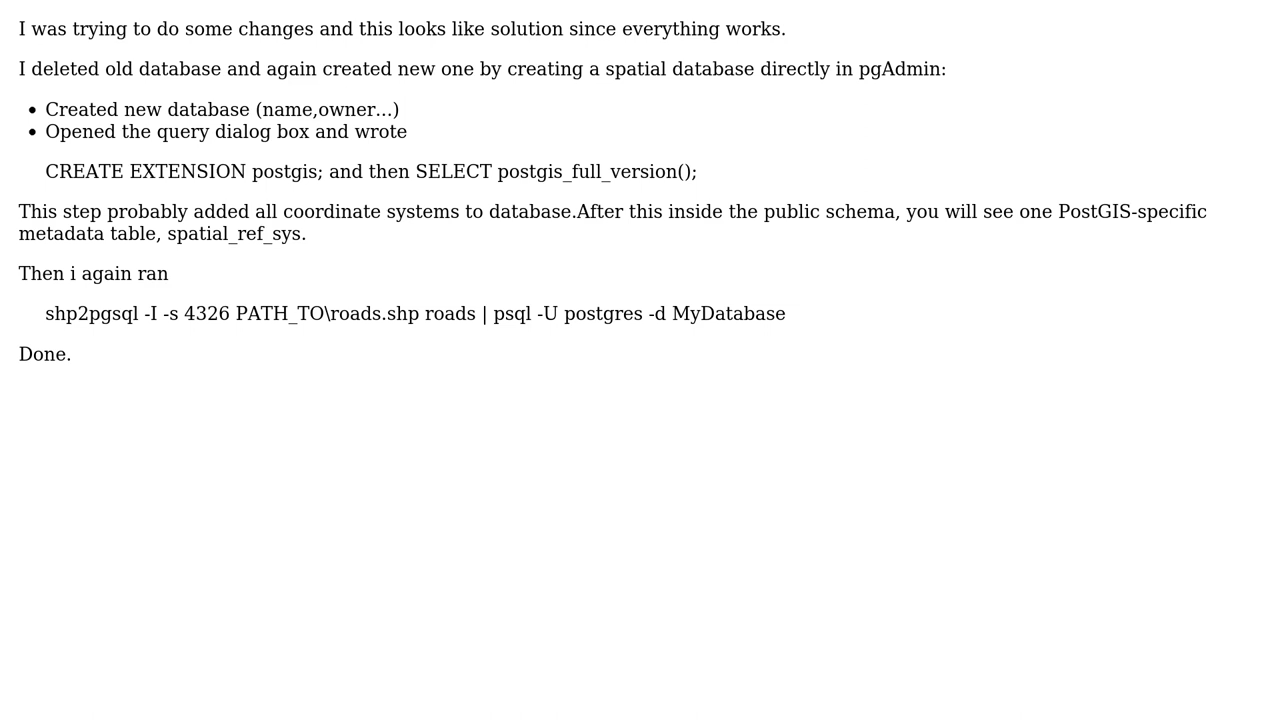 I was trying to do some changes and this looks like solution since everything works.
I deleted old database and again created new one by creating a spatial database directly in pgAdmin:
• Created new database (name,owner...)
• Opened the query dialog box and wrote
CREATE EXTENSION postgis; and then SELECT postgis_full_version();
This step probably added all coordinate systems to database.After this inside the public schema, you will see one PostGIS-specific
metadata table, spatial_ref_sys.
Then i again ran
shp2pgsql -I -s 4326 PATH_TO\roads.shp roads | psql -U postgres -d MyDatabase
Done.